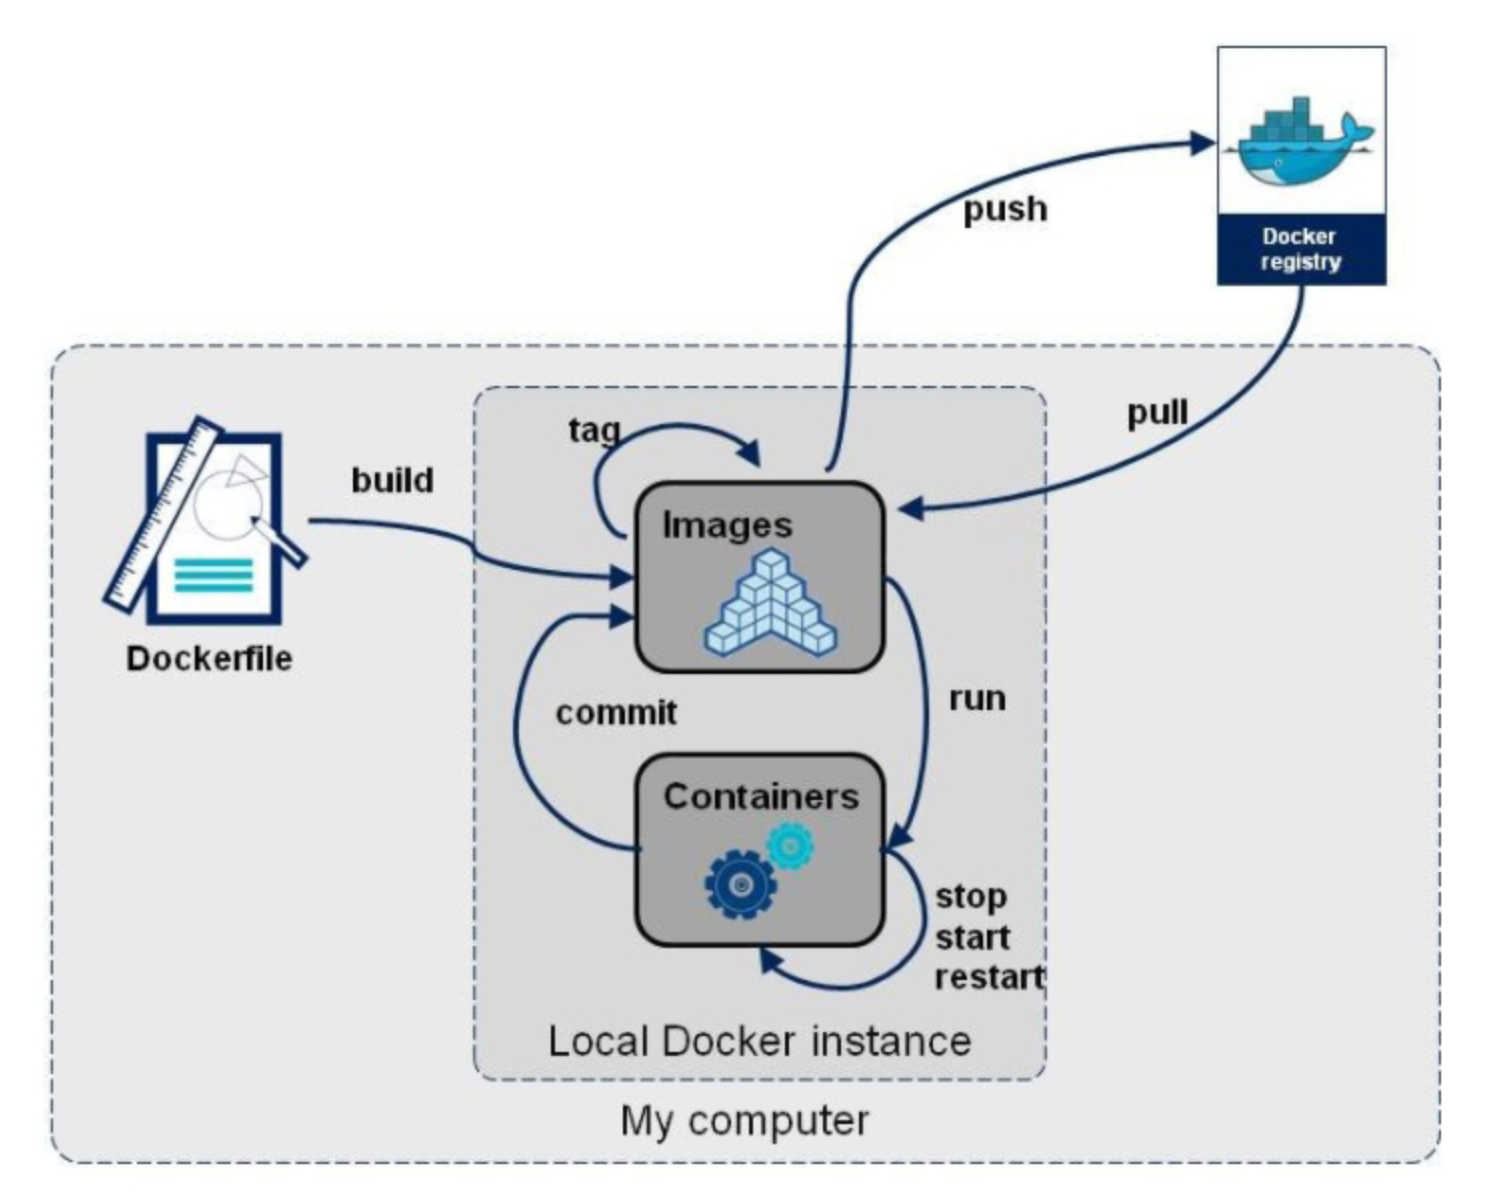 Docker
registry
push
pull
tag
build
Images
Dockerfile
commit
run
Containers
stop
start
restart
Local Docker instance
My computer